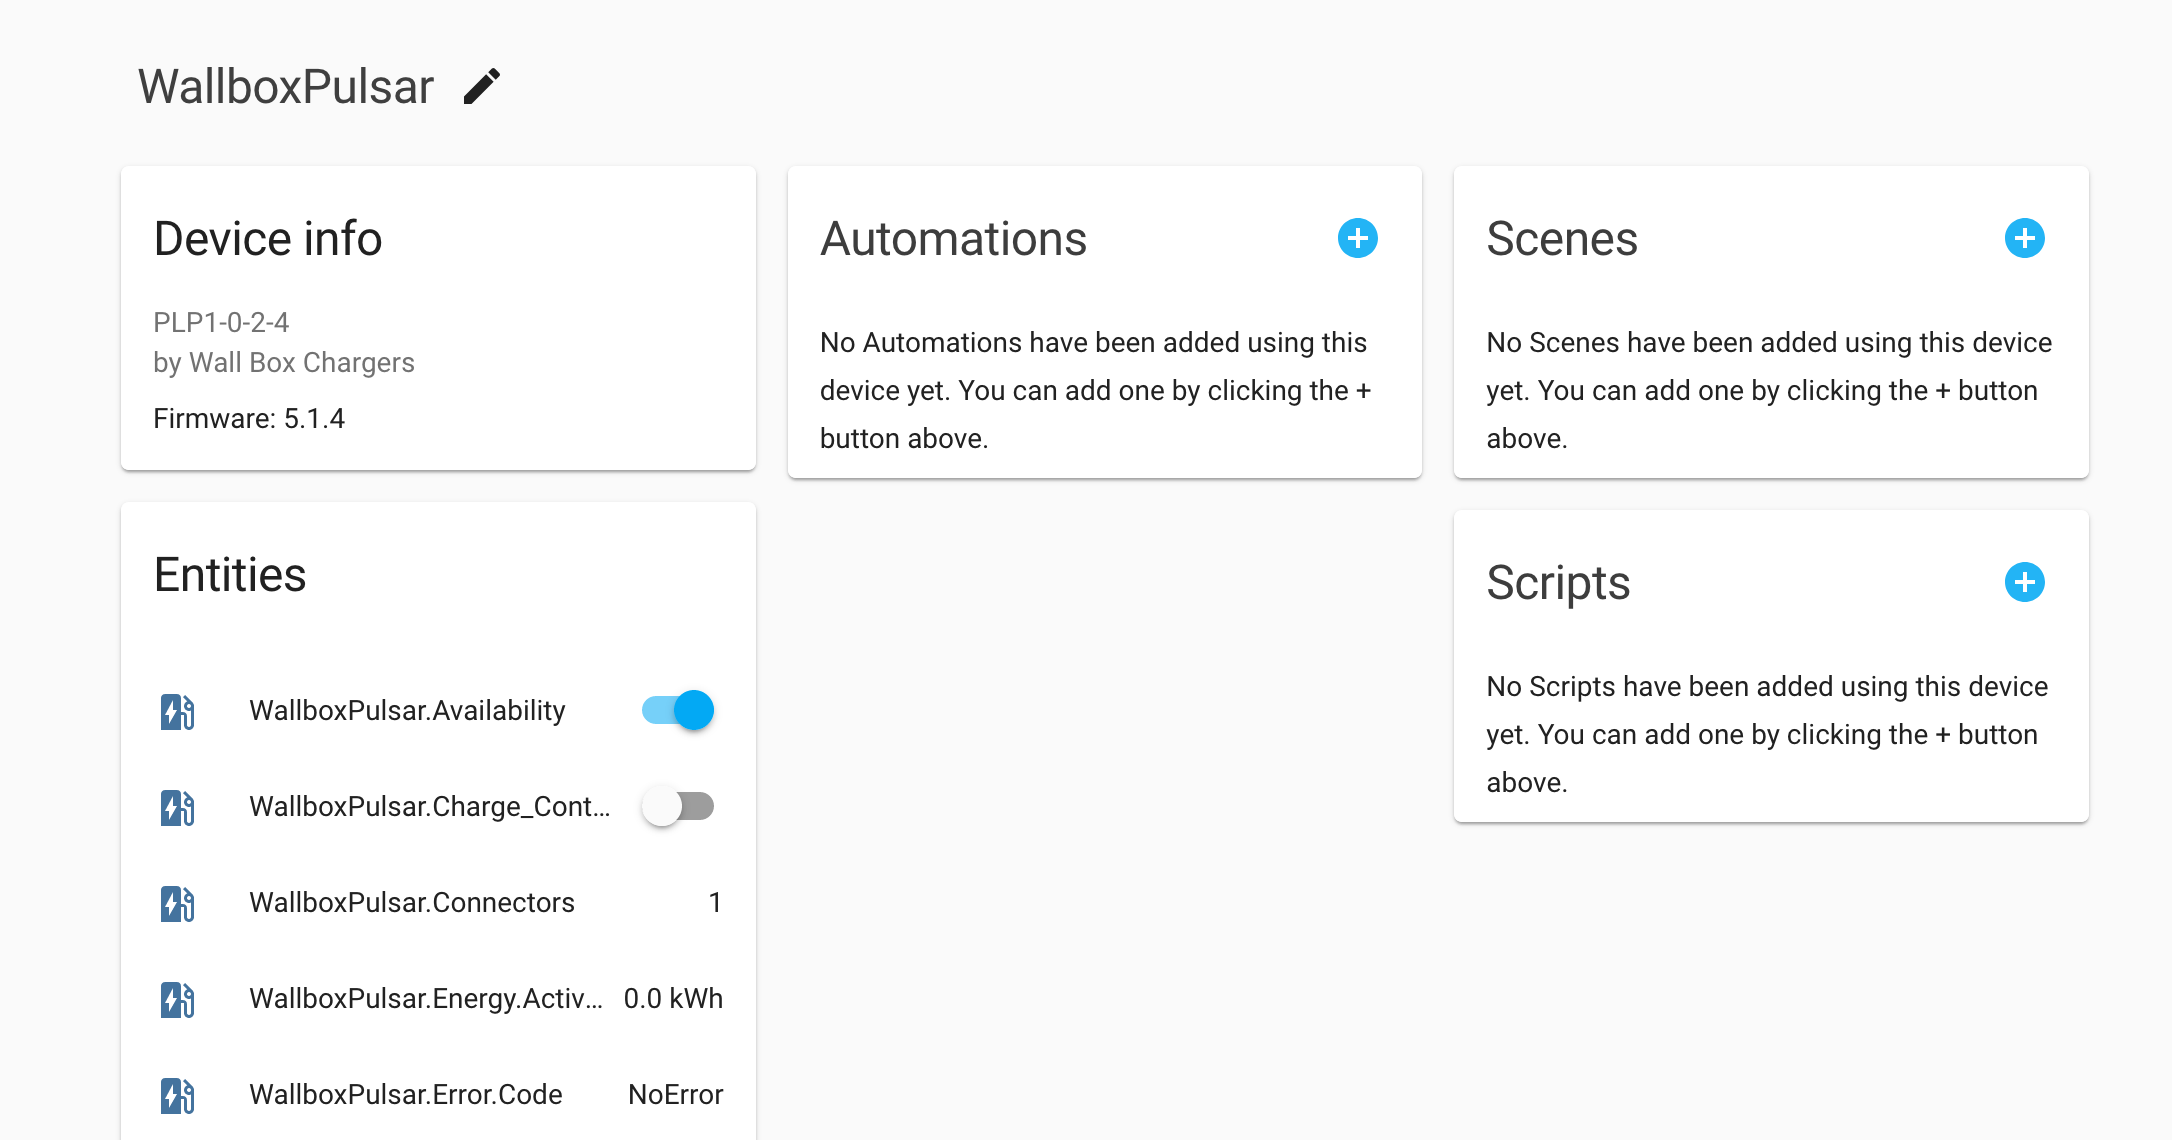 WallboxPulsar
Device info
PLP1-0-2-4
by Wall Box Chargers
Firmware: 5.1.4
Entities
WallboxPulsar.Availability
WallboxPulsar.Charge_Cont...
WallboxPulsar.Connectors 1
WallboxPulsar.Energy.Activ... 0.0 kWh
WallboxPulsar.Error.Code NoError
Automations
No Automations have been added using this
device yet. You can add one by clicking the +
button above.
Scenes
No Scenes have been added using this device
yet. You can add one by clicking the + button
above.
Scripts
No Scripts have been added using this device
yet. You can add one by clicking the + button
above.